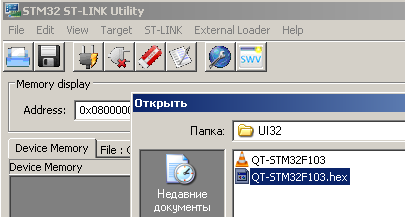 STM32 ST-LINK Utility
File Edit View Target ST-LINK External Loader Help
SWV
Memory display
Address: 0x080000
Открыть
Папка: UI32
Device Memory File :
Device Memory
QT-STM32F103
QT-STM32F103.hex
Недавние
документы